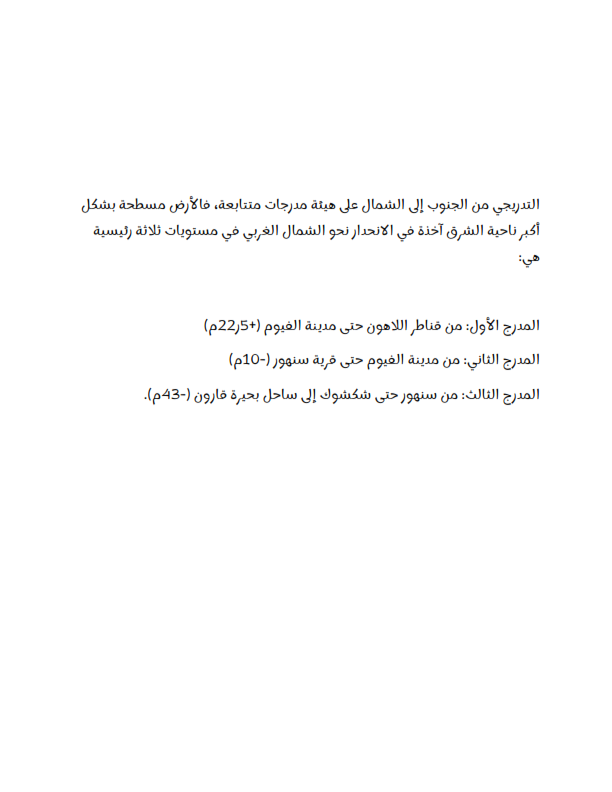 التدريجي من الجنوب إلى الشمال على هيئة مدرجات متتابعة، فالأرض مسطحة بشكل
أكبر ناحية الشرق آخذة في الانحدار نحو الشمال الغربي في مستويات ثلاثة رئيسية
هي:
المدرج الأول: من قناطر اللاهون حتى مدينة الفيوم (+5ر22م)
المدرج الثاني: من مدينة الفيوم حتى قرية سنهور (-10م)
المدرج الثالث: من سنهور حتى شكشوك إلى ساحل بحيرة قارون (-43م).